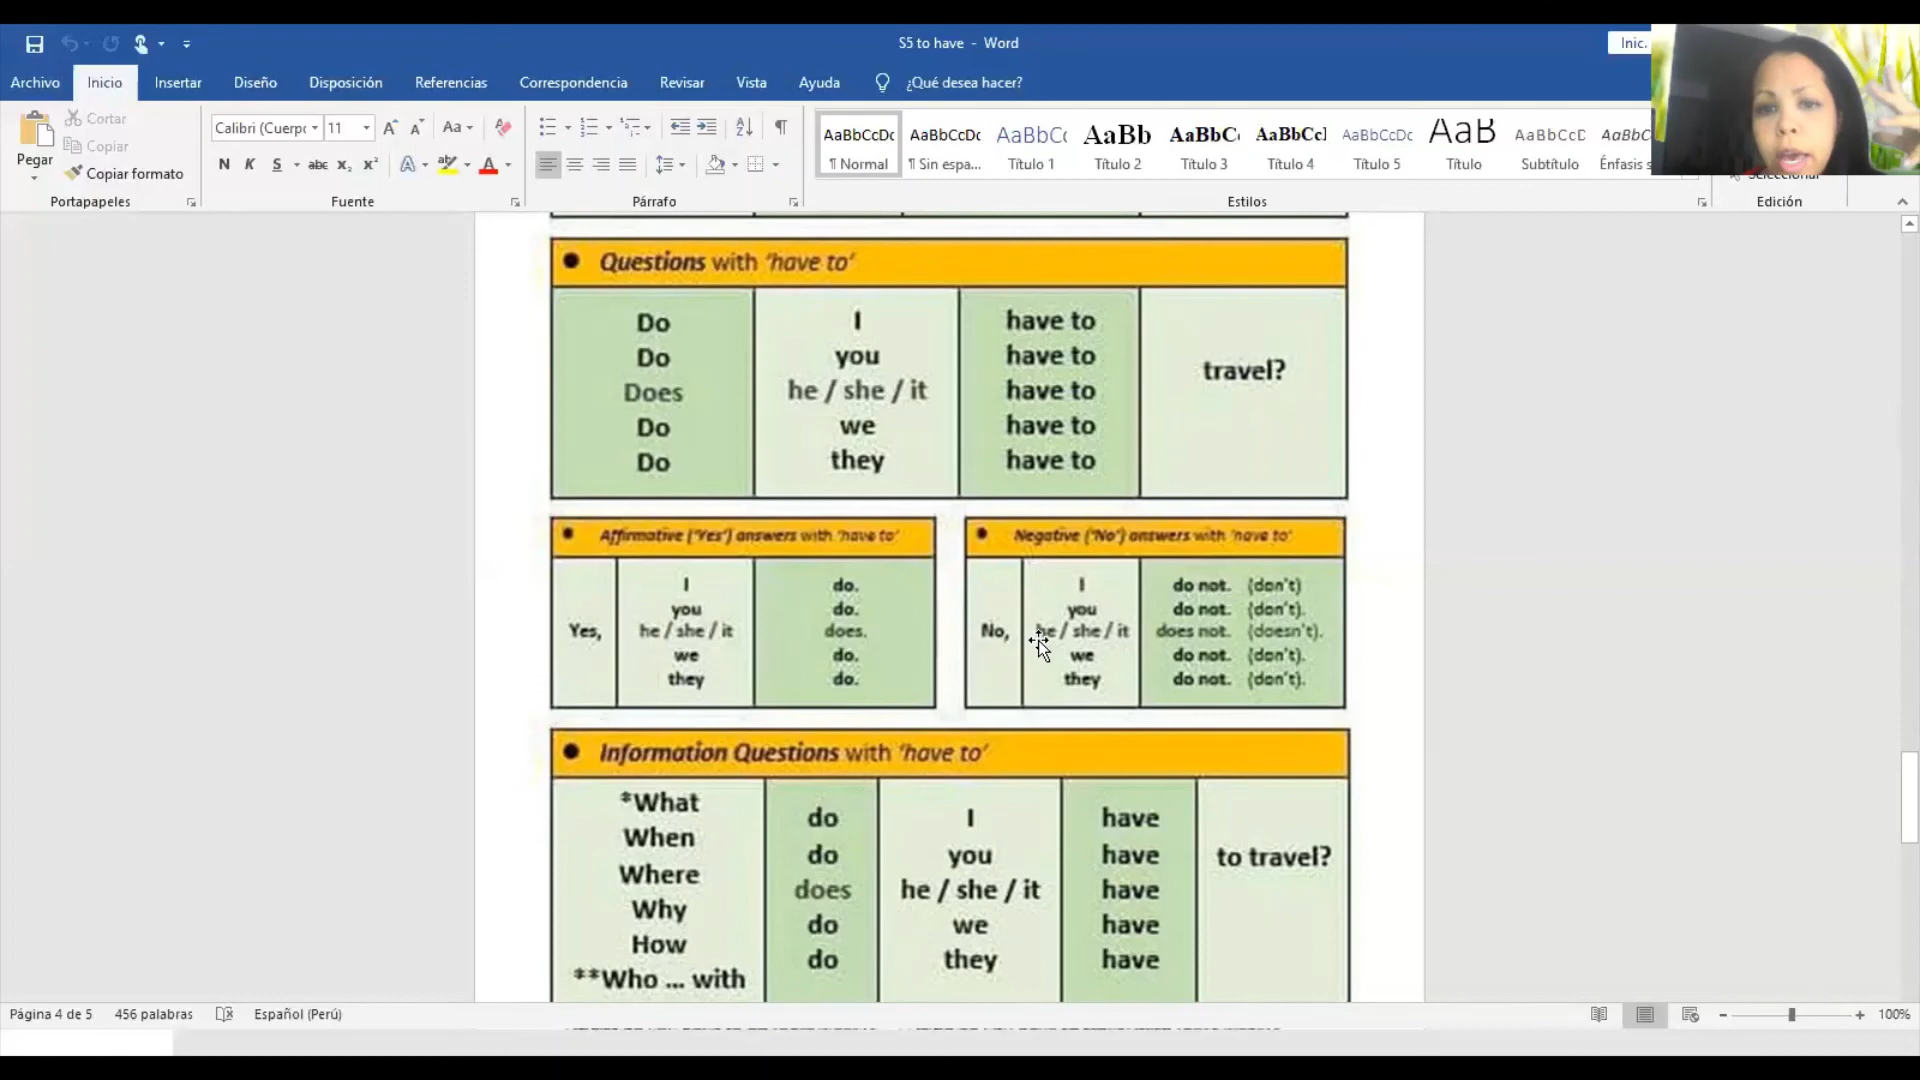 S5 to have - Word
Inic.
Archivo Inicio Insertar Diseño Disposición Referencias Correspondencia Revisar Vista Ayuda ¿Qué desea hacer?
Pegar
Cortar
Copiar
Copiar formato
Portapapeles
Calibri (Cuerpo 11
Aa
N K S abc x₂ x² A ab A
Fuente
Párrafo
AaBbCcDc AaBbCcDc AaBbCc AaBb AaBbC AaBbCcI AaBbCcDc AaB AaBbCcD AaBbC
¶ Normal ¶ Sin espa... Título 1 Título 2 Título 3 Título 4 Título 5 Título Subtítulo Énfasis s
Estilos
Seleccionar
Edición
● Questions with ‘have to’
Do I have to
Do you have to
travel?
Does he / she / it have to
Do we have to
Do they have to
● Affirmative (‘Yes’) answers with ‘have to’
I do.
you do.
Yes, he / she / it does.
we do.
they do.
● Negative (‘No’) answers with ‘have to’
I do not. (don't)
you do not. (don't).
No, he / she / it does not. (doesn't).
we do not. (don't).
they do not. (don't).
● Information Questions with ‘have to’
*What do I have
When do you have to travel?
Where does he / she / it have
Why do we have
How do they have
**Who ... with
Página 4 de 5 456 palabras Español (Perú) 100%